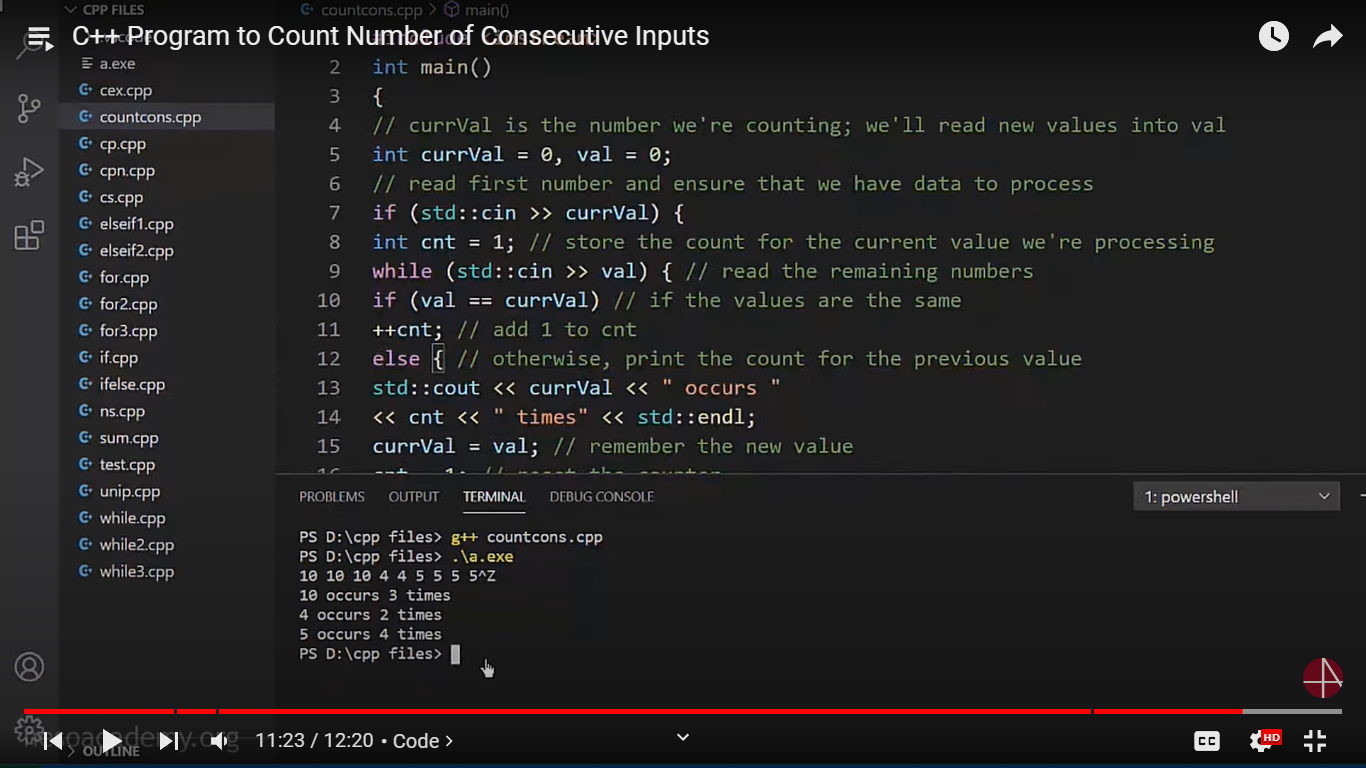 CPP FILES
countcons.cpp > main()
C++ Program to Count Number of Consecutive Inputs
a.exe
cex.cpp
countcons.cpp
cp.cpp
cpn.cpp
cs.cpp
elseif1.cpp
elseif2.cpp
for.cpp
for2.cpp
for3.cpp
if.cpp
ifelse.cpp
ns.cpp
sum.cpp
test.cpp
unip.cpp
while.cpp
while2.cpp
while3.cpp
OUTLINE
2 int main()
3 {
4 // currVal is the number we're counting; we'll read new values into val
5 int currVal = 0, val = 0;
6 // read first number and ensure that we have data to process
7 if (std::cin >> currVal) {
8 int cnt = 1; // store the count for the current value we're processing
9 while (std::cin >> val) { // read the remaining numbers
10 if (val == currVal) // if the values are the same
11 ++cnt; // add 1 to cnt
12 else { // otherwise, print the count for the previous value
13 std::cout << currVal << " occurs "
14 << cnt << " times" << std::endl;
15 currVal = val; // remember the new value
PROBLEMS OUTPUT TERMINAL DEBUG CONSOLE
1: powershell
PS D:\cpp files> g++ countcons.cpp
PS D:\cpp files> .\a.exe
10 10 10 4 4 5 5 5 5^Z
10 occurs 3 times
4 occurs 2 times
5 occurs 4 times
PS D:\cpp files>
11:23 / 12:20 • Code >
CC
HD